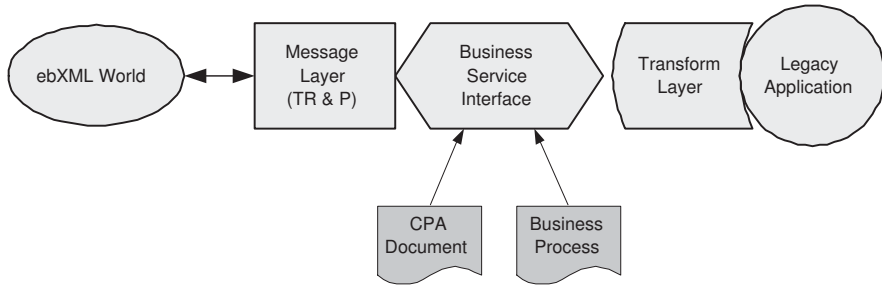 ebXML World
Message
Layer
(TR & P)
Business
Service
Interface
Transform
Layer
Legacy
Application
CPA
Document
Business
Process